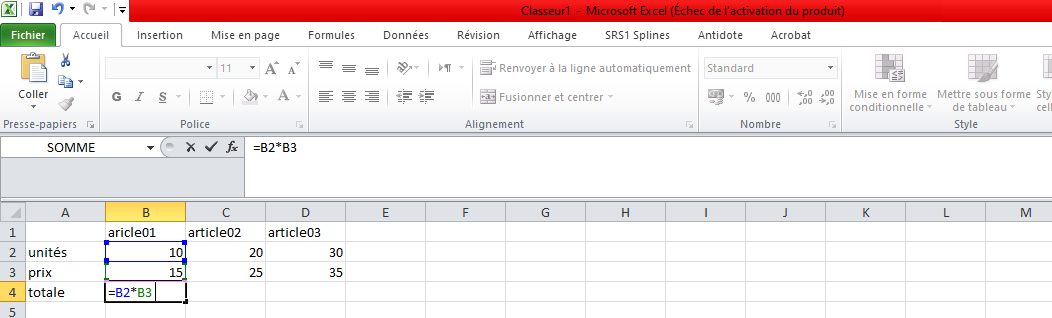 Classeur1 - Microsoft Excel (Échec de l'activation du produit)
Fichier Accueil Insertion Mise en page Formules Données Révision Affichage SRS1 Splines Antidote Acrobat
Coller
Presse-papiers
11
G I S
Police
Renvoyer à la ligne automatiquement
Fusionner et centrer
Alignement
Standard
% 000
Nombre
Mise en forme conditionnelle
Mettre sous forme de tableau
Style
SOMME fx =B2*B3
A B C D E F G H I J K L M
1 aricle01 article02 article03
2 unités 10 20 30
3 prix 15 25 35
4 totale =B2*B3
5